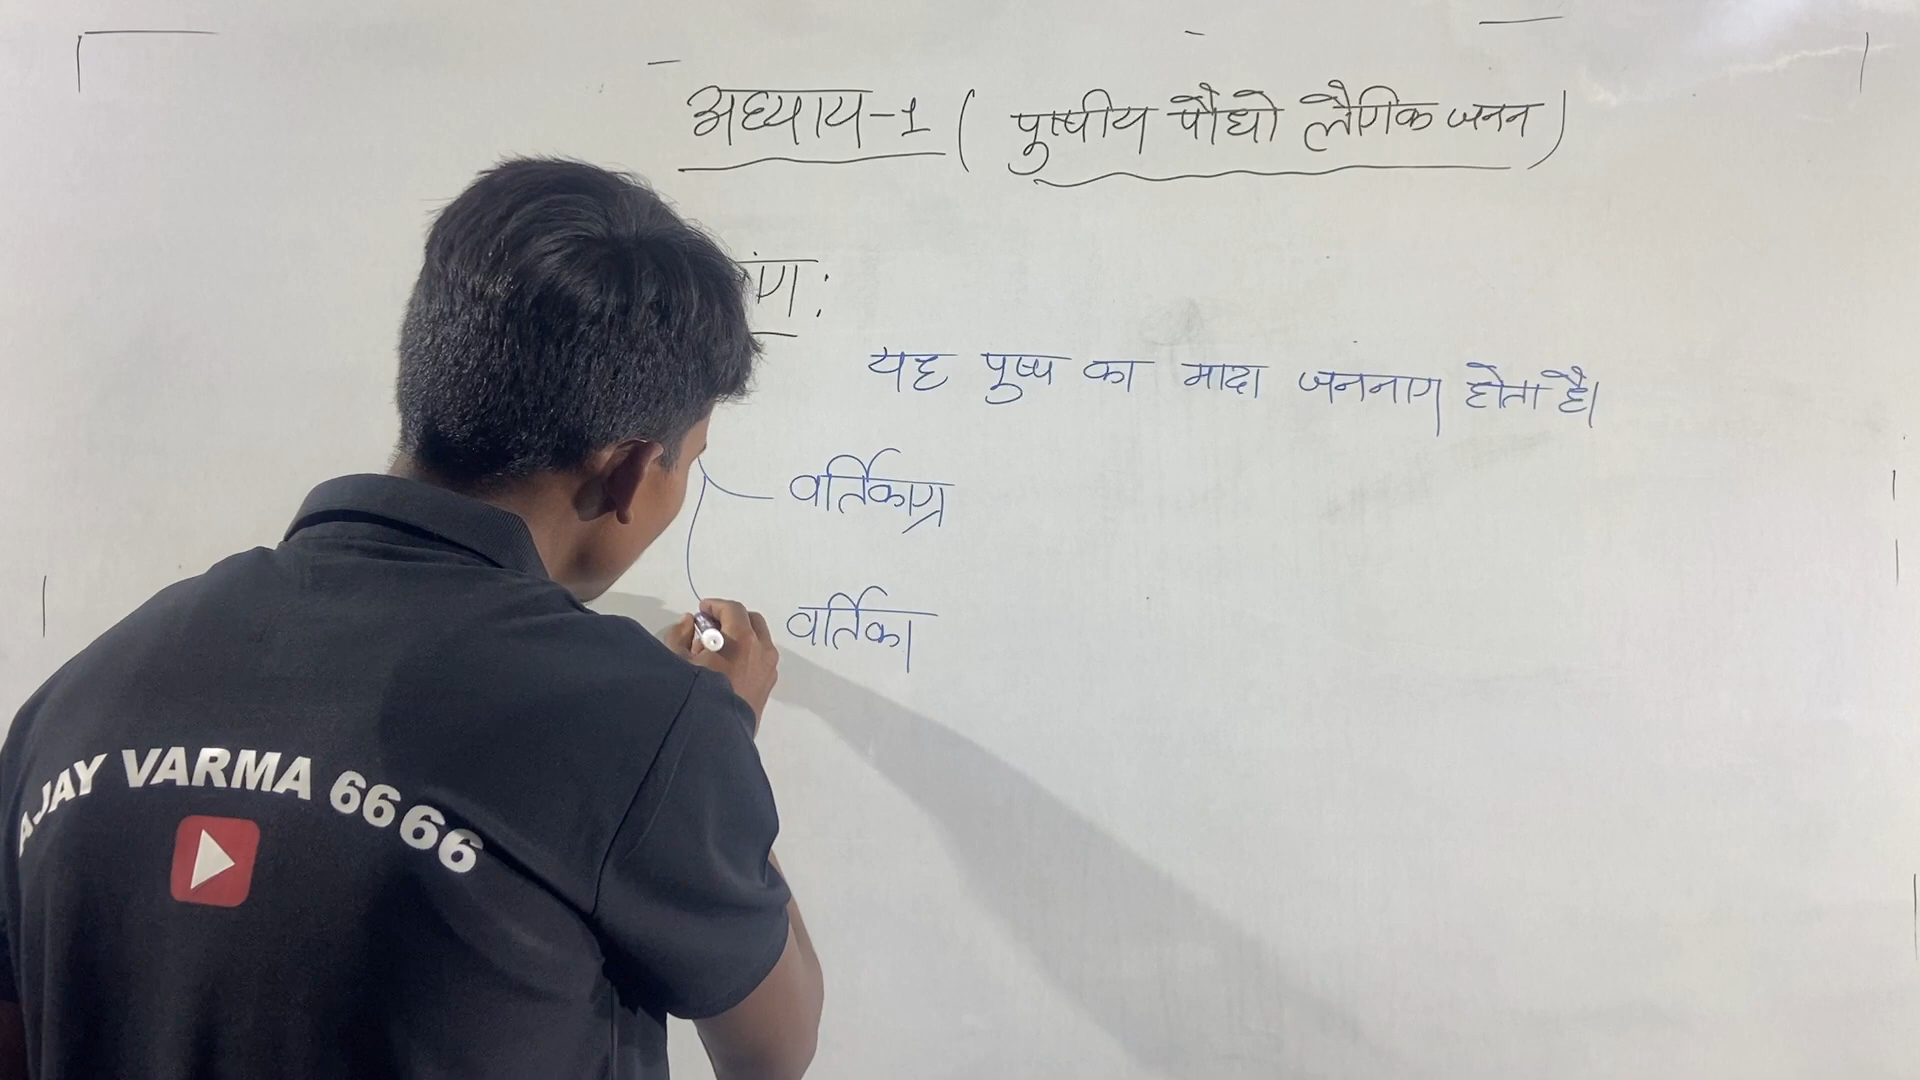 अध्याय-1 ( पुष्पीय पौधो लैगिक जनन )
यह पुष्प का मादा जननाग होता है।
वर्तिकाग्र
वर्तिका
AJAY VARMA 6666